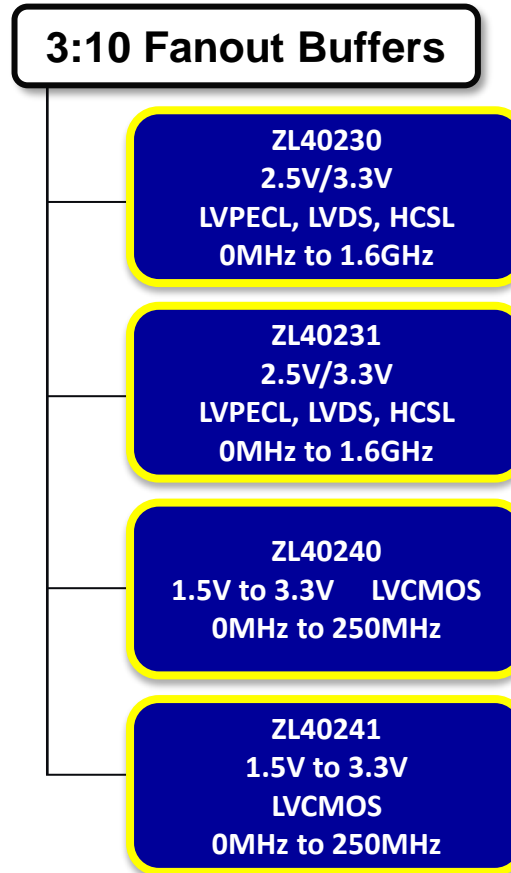 3:10 Fanout Buffers
ZL40230
2.5V/3.3V
LVPECL, LVDS, HCSL
0MHz to 1.6GHz
ZL40231
2.5V/3.3V
LVPECL, LVDS, HCSL
0MHz to 1.6GHz
ZL40240
1.5V to 3.3V LVCMOS
0MHz to 250MHz
ZL40241
1.5V to 3.3V
LVCMOS
0MHz to 250MHz